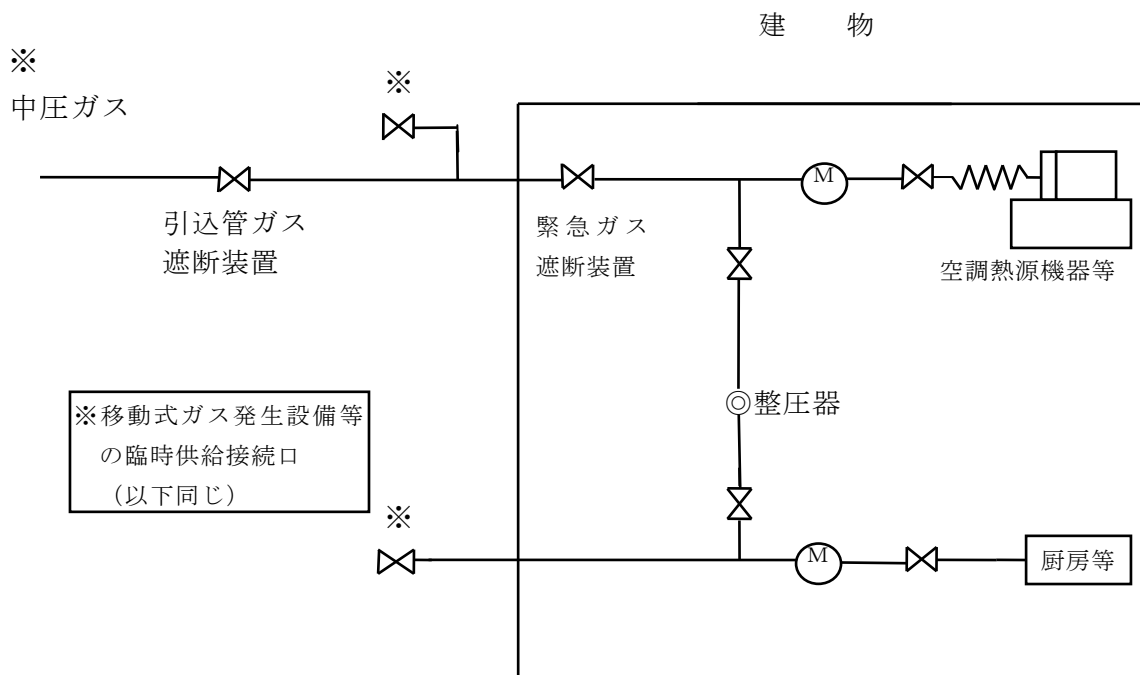 建　物
※
中圧ガス
※
M
引込管ガス
遮断装置
緊急ガス
遮断装置
空調熱源機器等
◎整圧器
※移動式ガス発生設備等
の臨時供給接続口
（以下同じ）
※
M
厨房等